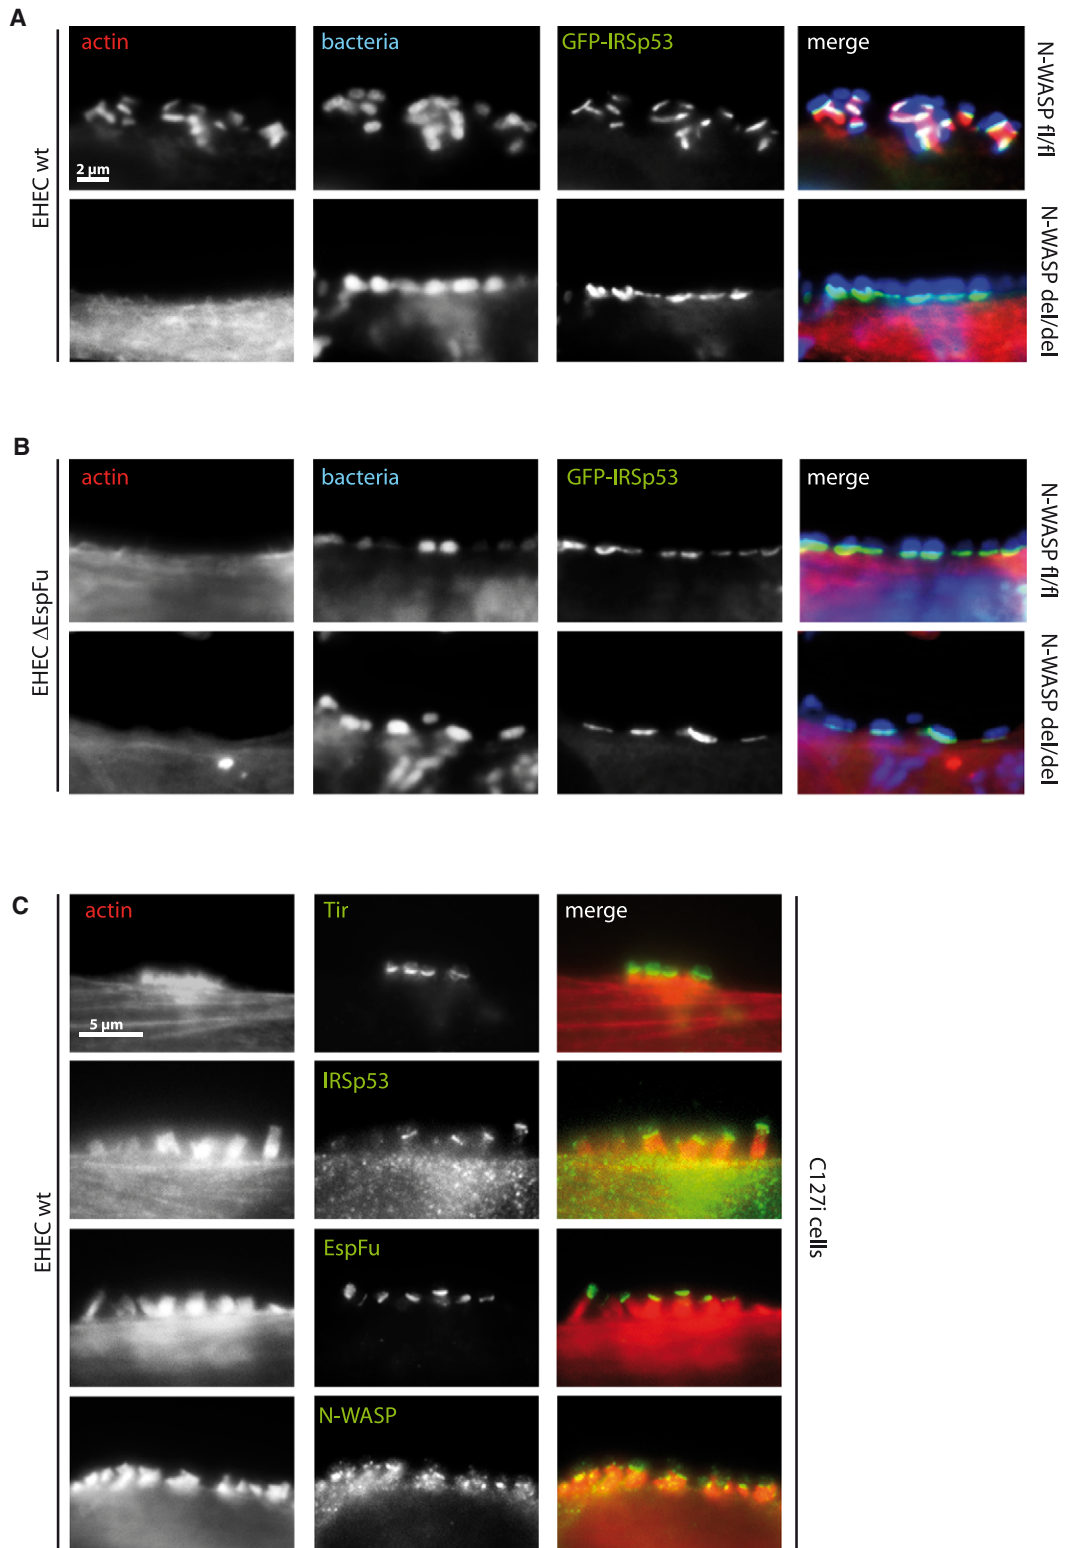 A
actin
bacteria
GFP-IRSp53
merge
N-WASP fl/fl
EHEC wt
2 µm
N-WASP del/del
B
actin
bacteria
GFP-IRSp53
merge
N-WASP fl/fl
EHEC ΔEspFu
N-WASP del/del
C
actin
Tir
merge
5 µm
IRSp53
EHEC wt
C127i cells
EspFu
N-WASP